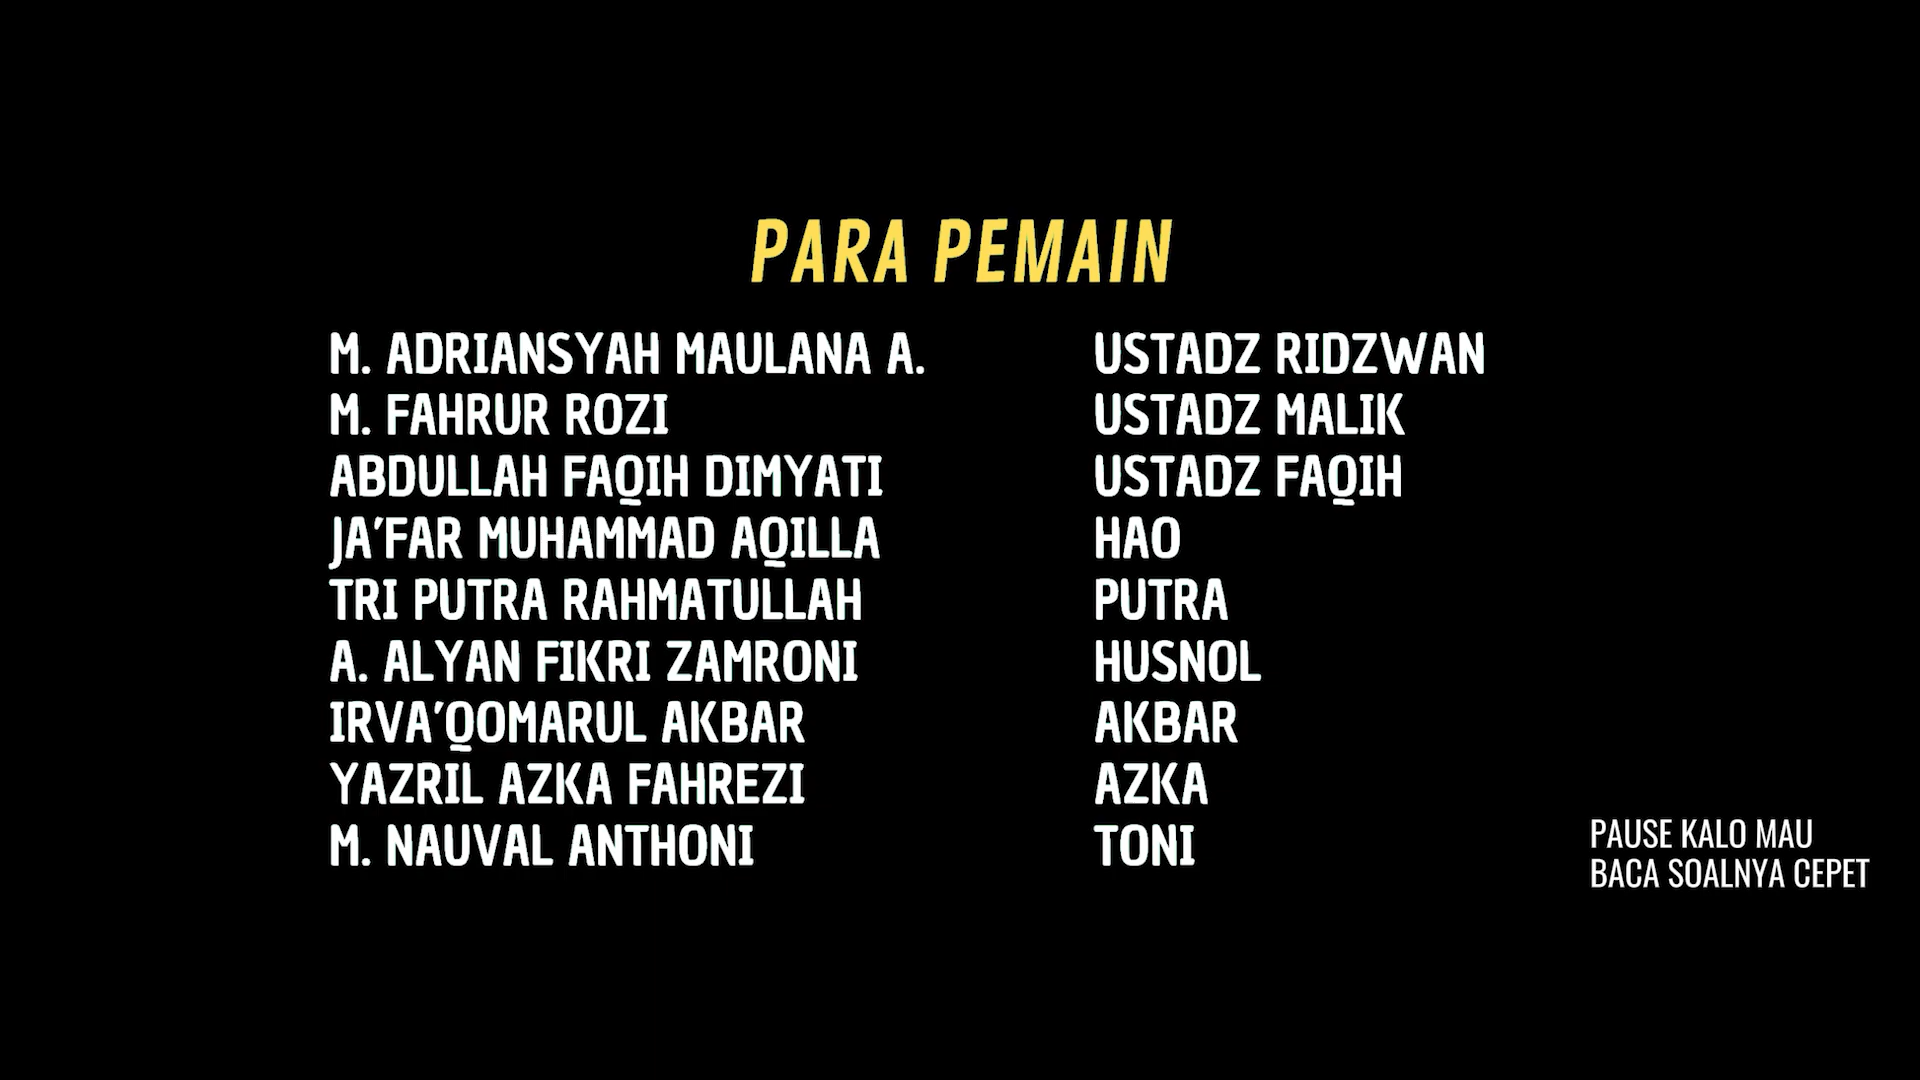 PARA PEMAIN
M. ADRIANSYAH MAULANA A. USTADZ RIDZWAN
M. FAHRUR ROZI USTADZ MALIK
ABDULLAH FAQIH DIMYATI USTADZ FAQIH
JA'FAR MUHAMMAD AQILLA HAO
TRI PUTRA RAHMATULLAH PUTRA
A. ALYAN FIKRI ZAMRONI HUSNOL
IRVA'QOMARUL AKBAR AKBAR
YAZRIL AZKA FAHREZI AZKA
M. NAUVAL ANTHONI TONI
PAUSE KALO MAU
BACA SOALNYA CEPET